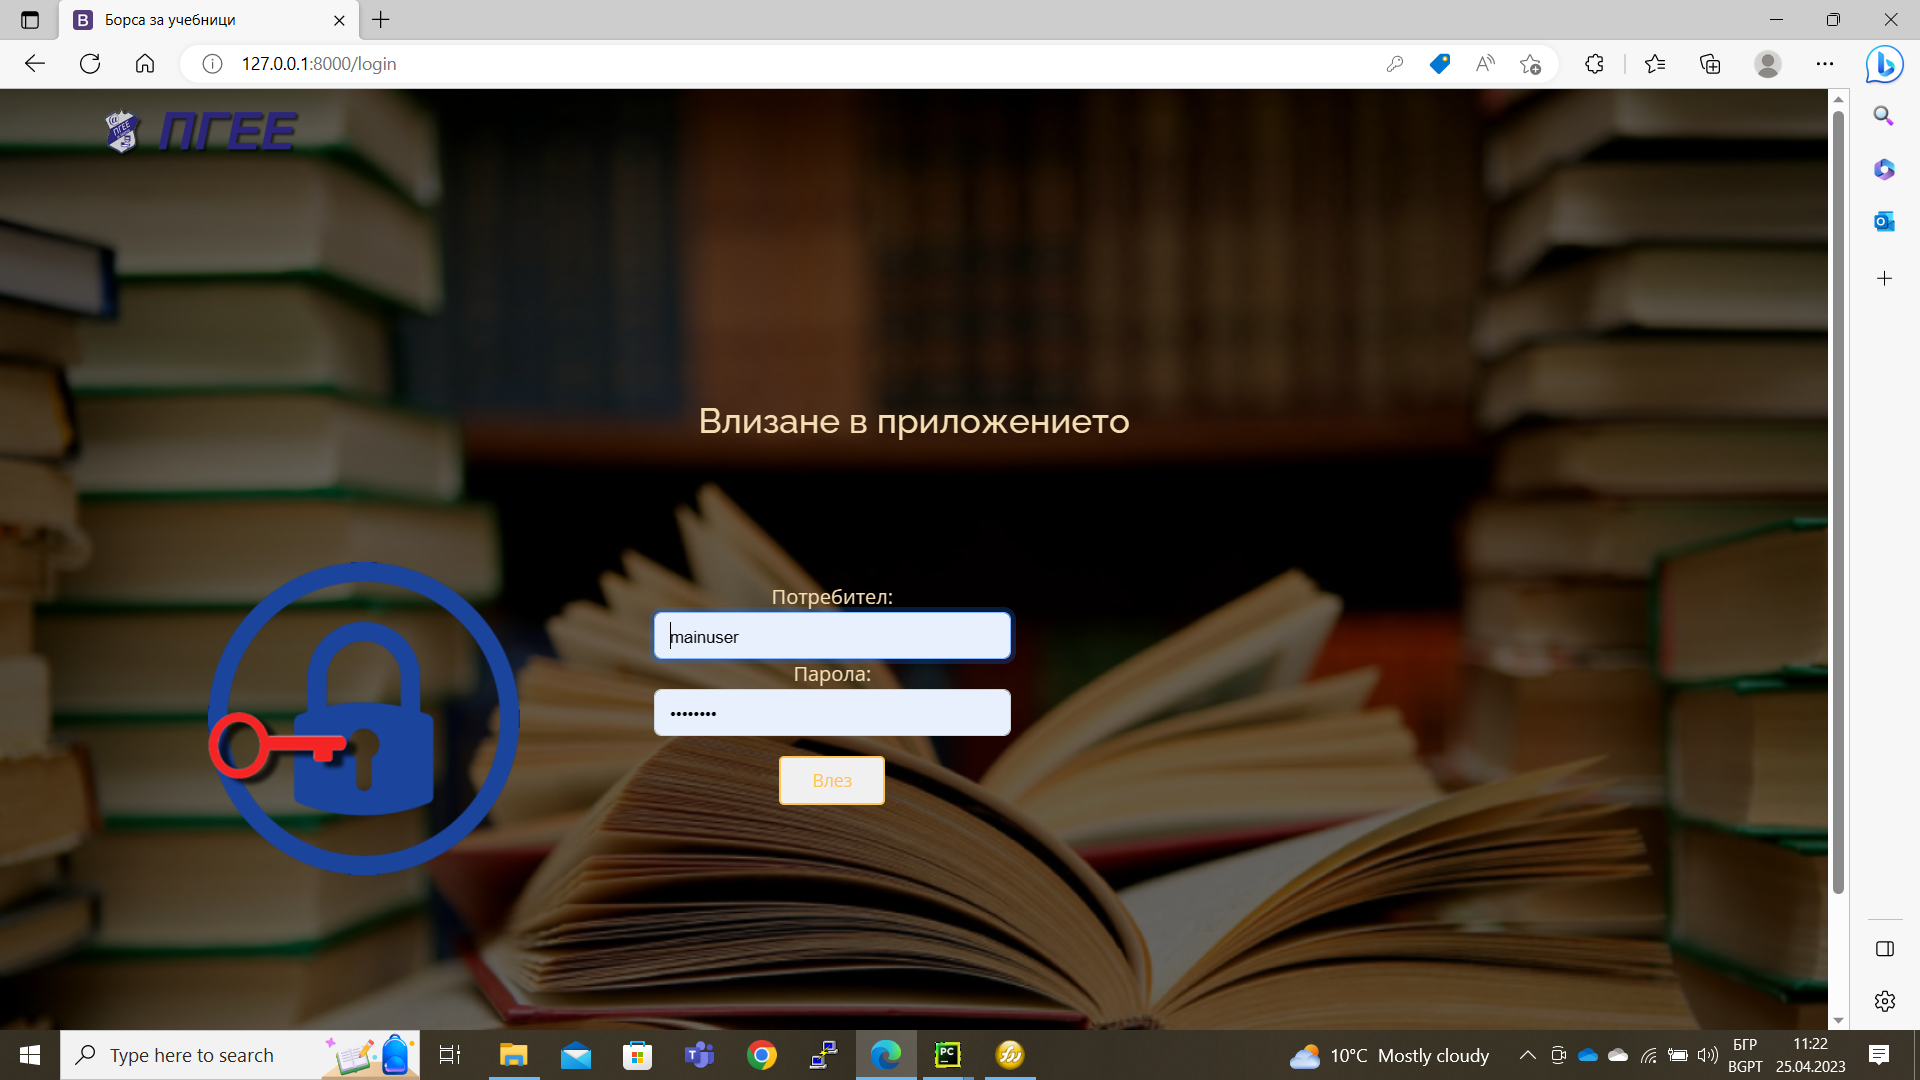 Борса за учебници
127.0.0.1:8000/login
ПГЕЕ
ПГЕЕ
Влизане в приложението
Потребител:
mainuser
Парола:
••••••••
Влез
Type here to search
10°C Mostly cloudy
БГР
BGPT
11:22
25.04.2023